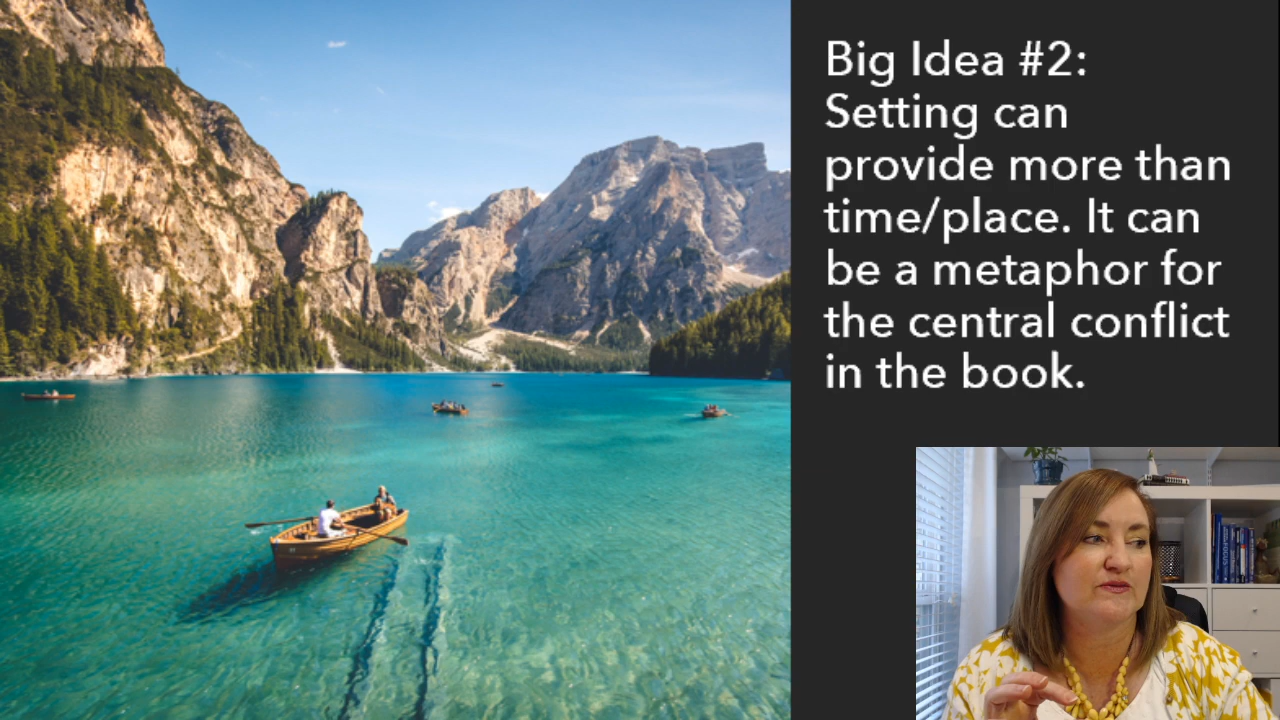 Big Idea #2:
Setting can
provide more than
time/place. It can
be a metaphor for
the central conflict
in the book.